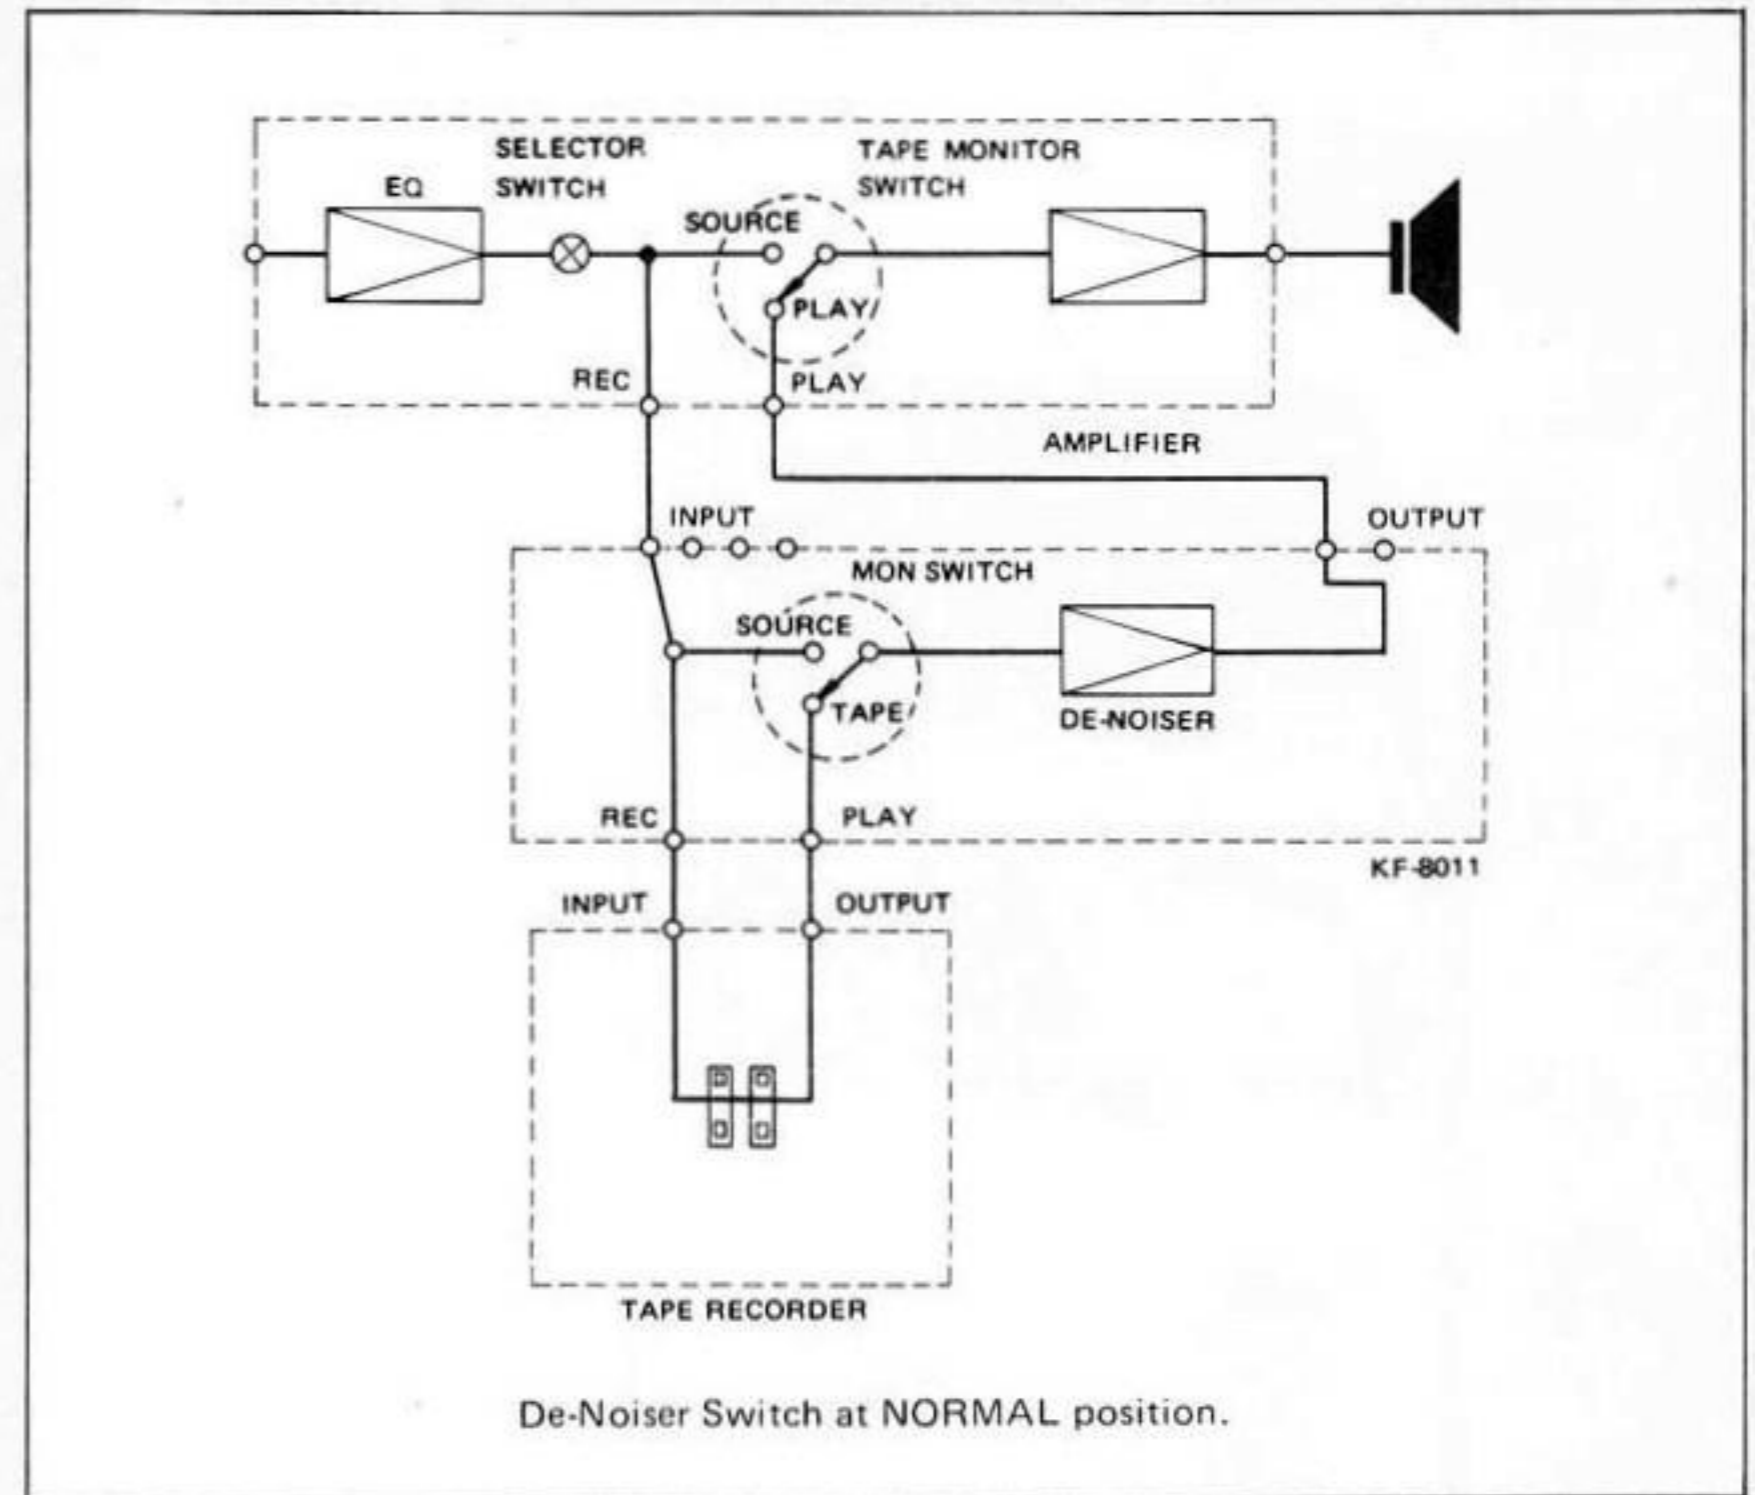 SELECTOR
SWITCH
EQ
TAPE MONITOR
SWITCH
SOURCE
PLAY
REC
PLAY
AMPLIFIER
INPUT
OUTPUT
MON SWITCH
SOURCE
TAPE
DE-NOISER
REC
PLAY
KF-8011
INPUT
OUTPUT
TAPE RECORDER
De-Noiser Switch at NORMAL position.